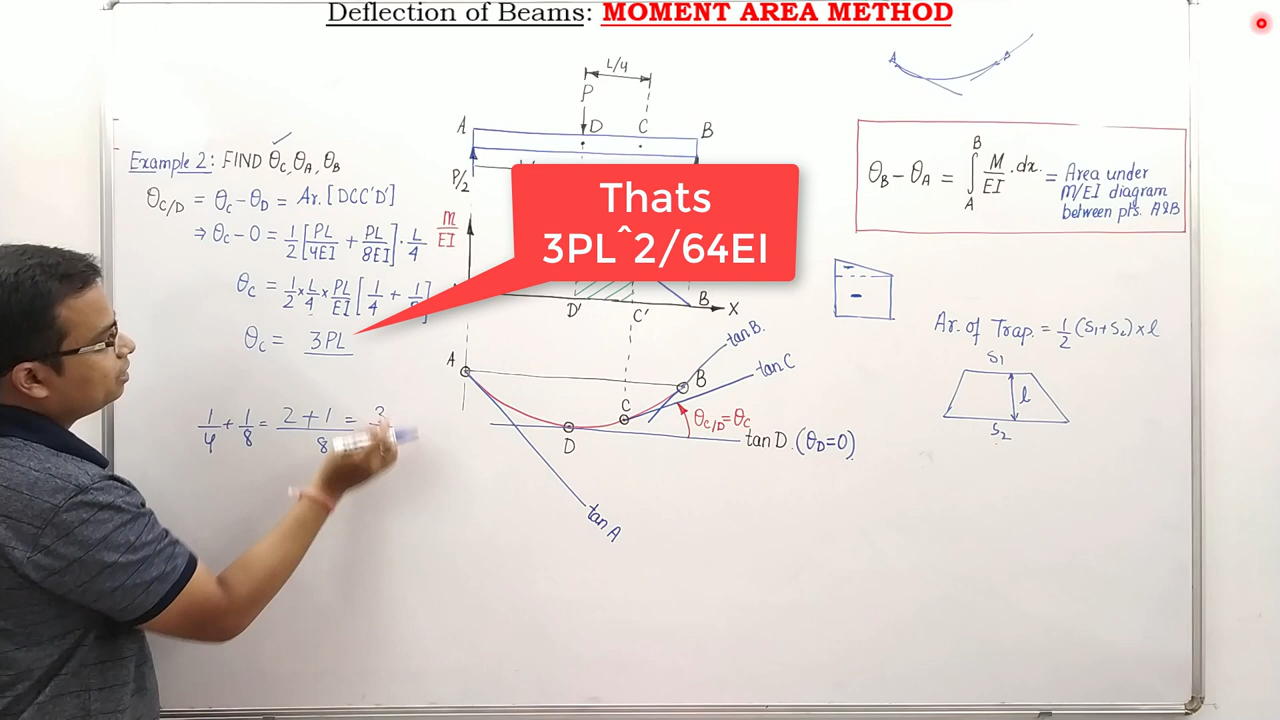 Deflection of Beams: MOMENT AREA METHOD
L/4
P
A
D
C
B
P/2
Example 2: FIND θC, θA, θB
θC/D = θC - θD = Ar. [DCC'D']
⇒ θC - 0 = 1/2 [PL/4EI + PL/8EI] · L/4
θC = 1/2 × L/4 × PL/EI [1/4 + 1/8]
θC = 3PL
1/4 + 1/8 = 2 + 1 / 8 = 3
Thats
3PL^2/64EI
M/EI
D'
C'
B
X
A
B
C
D
tan B.
tan C
θC/D = θC
tan D. (θD=0)
tan A
A
B
θB - θA = ∫ A B M/EI .dx. = Area under
M/EI diagram
between pts. A&B
Ar. of Trap. = 1/2 (S1 + S2) × l
S1
l
S2